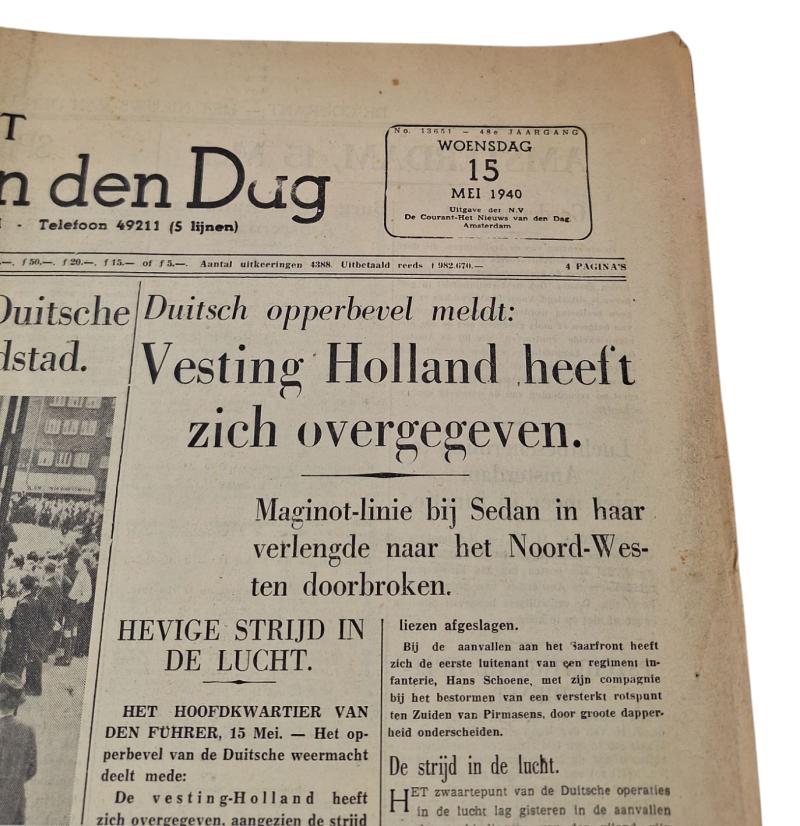 T
n den Dag
- Telefoon 49211 (5 lijnen)
No. 13651 - 48e JAARGANG
WOENSDAG
15
MEI 1940
Uitgave der N.V
De Courant-Het Nieuws van den Dag.
Amsterdam
f 50.—, f 20.—, f 15.— of f 5.—. Aantal uitkeeringen 4388. Uitbetaald reeds f 982.670.—
4 PAGINA'S
Duitsche
dstad.
Duitsch opperbevel meldt:
Vesting Holland heeft
zich overgegeven.
Maginot-linie bij Sedan in haar
verlengde naar het Noord-Wes-
ten doorbroken.
HEVIGE STRIJD IN
DE LUCHT.
HET HOOFDKWARTIER VAN
DEN FÜHRER, 15 Mei. — Het op-
perbevel van de Duitsche weermacht
deelt mede:
De vesting-Holland heeft
zich overgegeven, aangezien de strijd
liezen afgeslagen.
Bij de aanvallen aan het Saarfront heeft
zich de eerste luitenant van een regiment in-
fanterie, Hans Schoene, met zijn compagnie
bij het bestormen van een versterkt rotspunt
ten Zuiden van Pirmasens, door groote dapper-
heid onderscheiden.
De strijd in de lucht.
HET zwaartepunt van de Duitsche operaties
in de lucht lag gisteren in de aanvallen